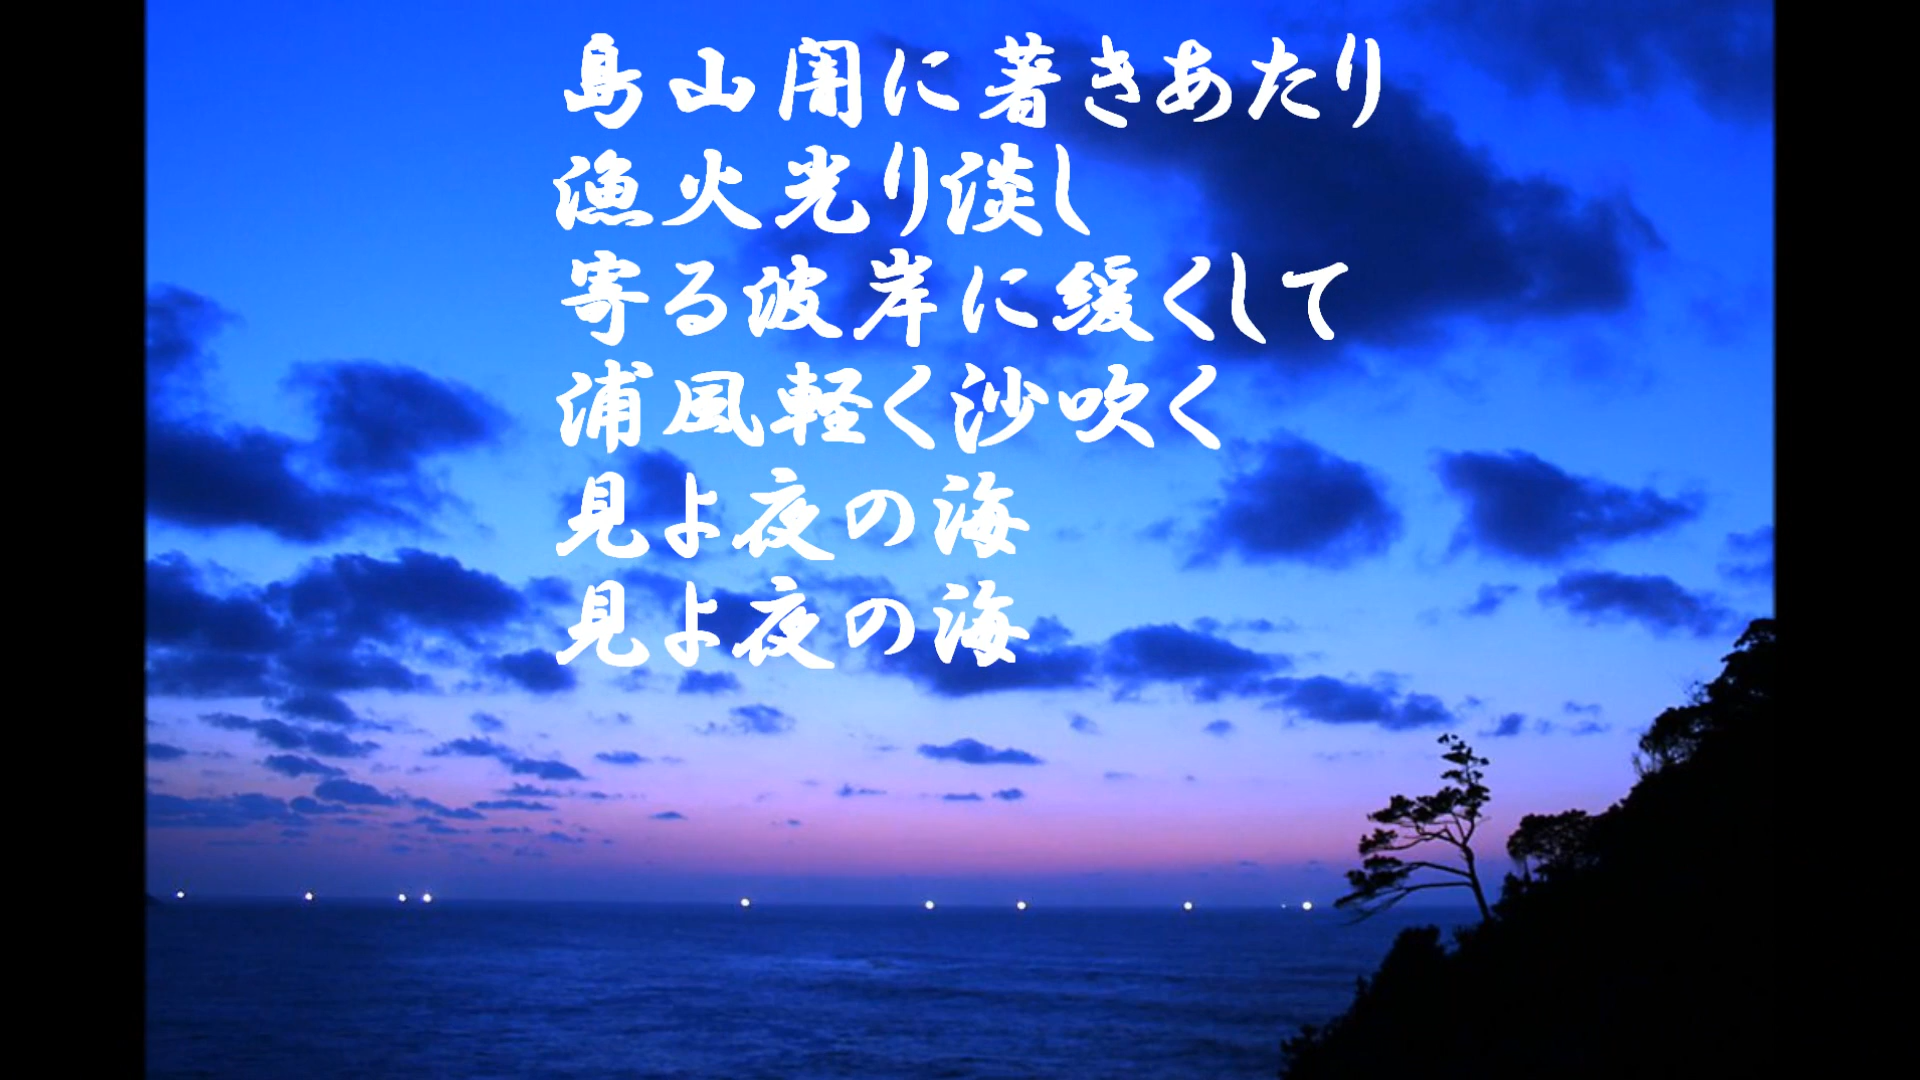 島山闇に著きあたり
漁火光り淡し
寄る波岸に緩くして
浦風軽く沙吹く
見よ夜の海
見よ夜の海